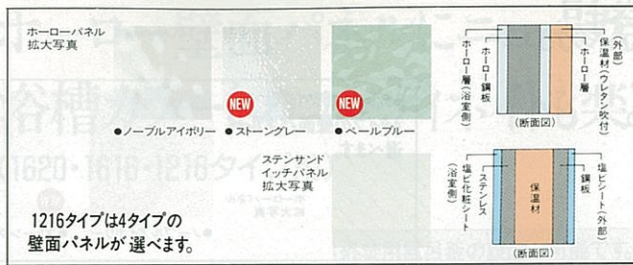 ホーローパネル
拡大写真
NEW
NEW
●ノーブルアイボリー ●ストーングレー ●ペールブルー
ステンサンド
イッチパネル
拡大写真
1216タイプは4タイプの
壁面パネルが選べます。
(外部)
保温材(ウレタン吹付)
ホーロー層
ホーロー鋼板
ホーロー層(浴室側)
(断面図)
塩ビシート(外部)
鋼板
保温材
ステンレス
塩ビ化粧シート
(浴室側)
(断面図)